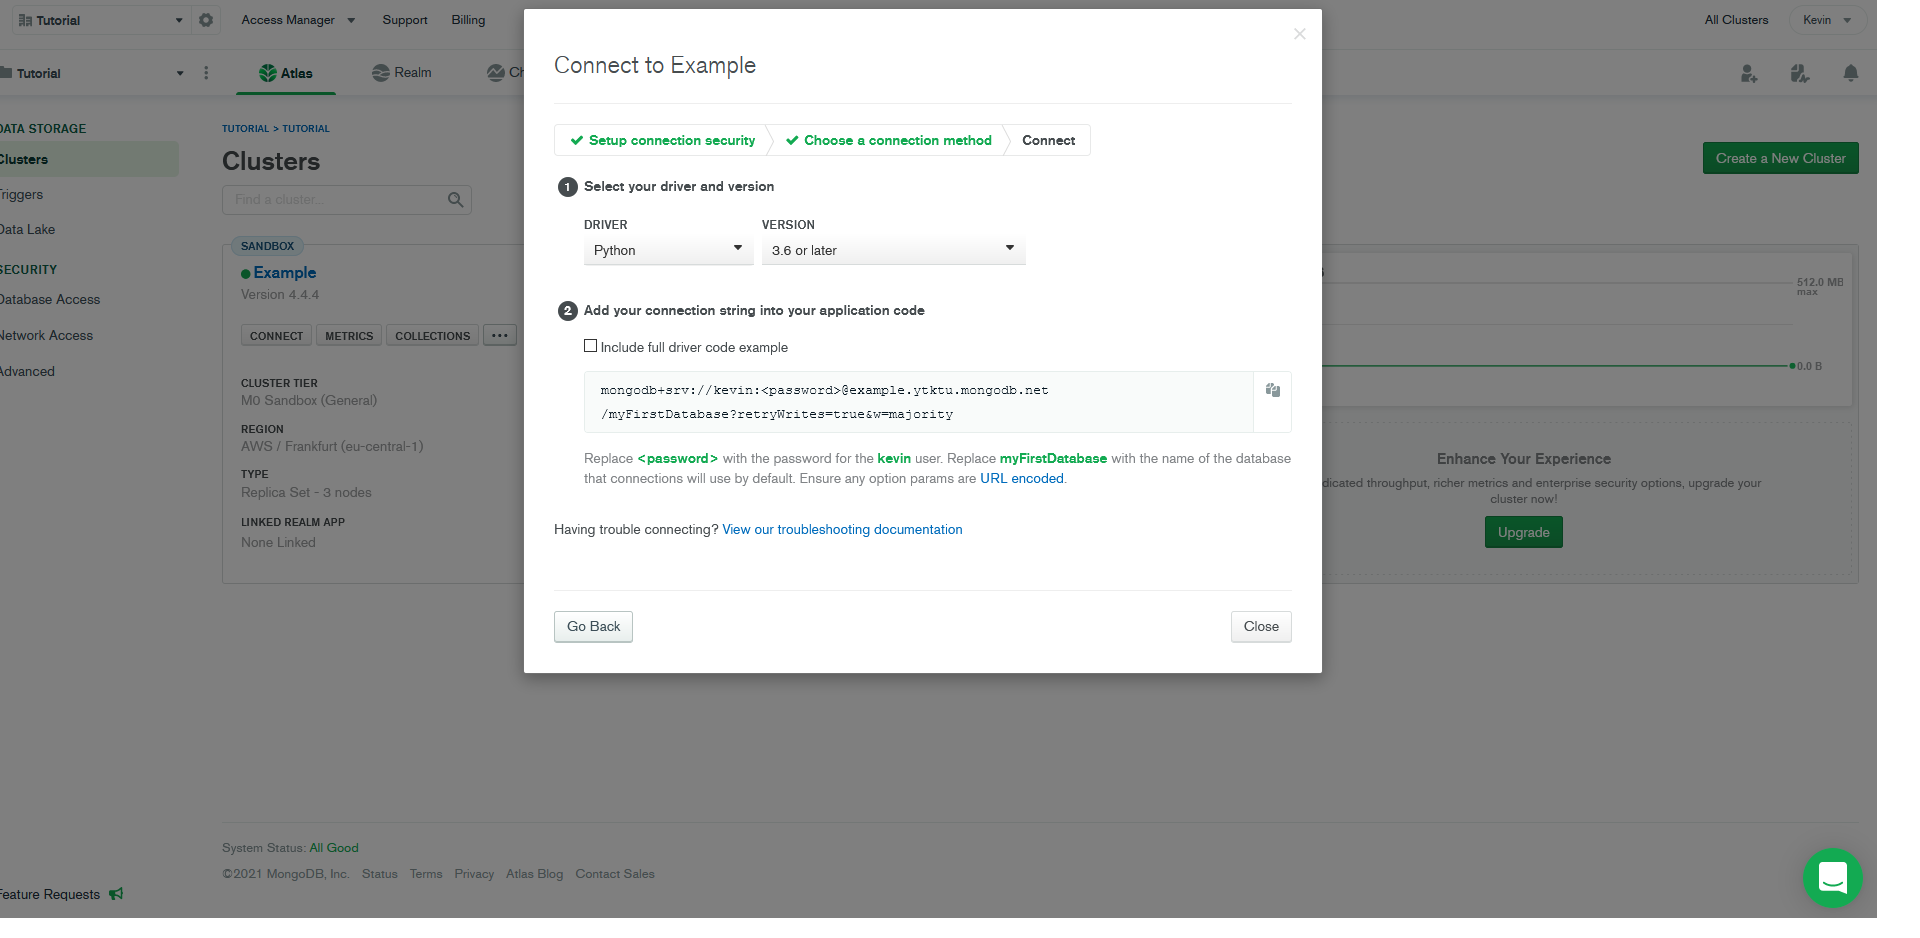 Tutorial
Access Manager
Support
Billing
All Clusters
Kevin
Tutorial
Atlas
Realm
Ch
DATA STORAGE
Clusters
Triggers
Data Lake
SECURITY
Database Access
Network Access
Advanced
Feature Requests
TUTORIAL > TUTORIAL
Clusters
Find a cluster...
Create a New Cluster
SANDBOX
Example
Version 4.4.4
CONNECT METRICS COLLECTIONS ...
CLUSTER TIER
M0 Sandbox (General)
REGION
AWS / Frankfurt (eu-central-1)
TYPE
Replica Set - 3 nodes
LINKED REALM APP
None Linked
Connect to Example
Setup connection security
Choose a connection method
Connect
1 Select your driver and version
DRIVER VERSION
Python 3.6 or later
2 Add your connection string into your application code
Include full driver code example
mongodb+srv://kevin:<password>@example.ytktu.mongodb.net
/myFirstDatabase?retryWrites=true&w=majority
Replace <password> with the password for the kevin user. Replace myFirstDatabase with the name of the database
that connections will use by default. Ensure any option params are URL encoded.
Having trouble connecting? View our troubleshooting documentation
Go Back
Close
512.0 MB
max
0.0 B
Enhance Your Experience
dicated throughput, richer metrics and enterprise security options, upgrade your
cluster now!
Upgrade
System Status: All Good
©2021 MongoDB, Inc. Status Terms Privacy Atlas Blog Contact Sales